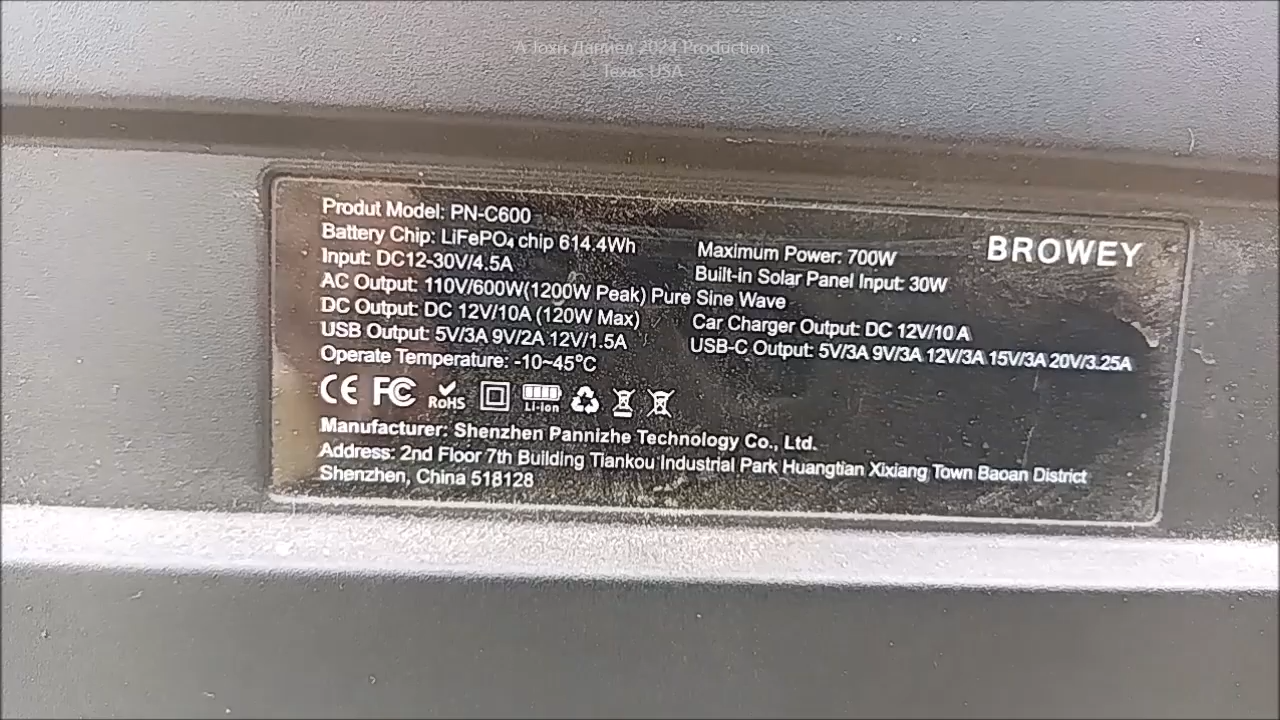 А Јохн Даниел 2024 Production
Texas USA
Produt Model: PN-C600
Battery Chip: LiFePO₄ chip 614.4Wh
Maximum Power: 700W
BROWEY
Input: DC12-30V/4.5A
Built-in Solar Panel Input: 30W
AC Output: 110V/600W(1200W Peak) Pure Sine Wave
DC Output: DC 12V/10A (120W Max)
Car Charger Output: DC 12V/10A
USB Output: 5V/3A 9V/2A 12V/1.5A
USB-C Output: 5V/3A 9V/3A 12V/3A 15V/3A 20V/3.25A
Operate Temperature: -10~45°C
CE FC RoHS Li-ion
Manufacturer: Shenzhen Pannizhe Technology Co., Ltd.
Address: 2nd Floor 7th Building Tiankou Industrial Park Huangtian Xixiang Town Baoan District
Shenzhen, China 518128